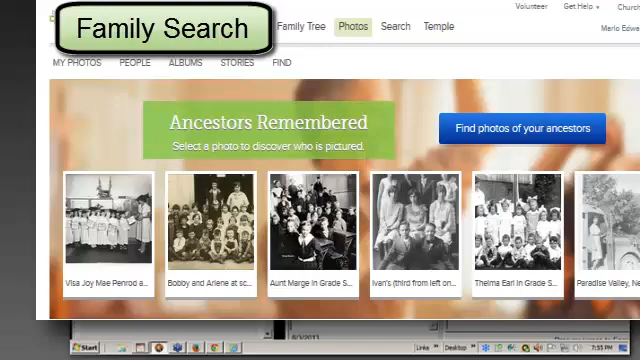 Family Search
Volunteer
Get Help
Church
Family Tree
Photos
Search
Temple
MY PHOTOS
PEOPLE
ALBUMS
STORIES
FIND
Ancestors Remembered
Select a photo to discover who is pictured.
Find photos of your ancestors
Visa Joy Mae Penrod a...
Bobby and Arlene at sc...
Aunt Marge in Grade S...
Ivan's (third from left on...
Thelma Earl in Grade S...
Paradise Valley, Ne
Start
Links
Desktop
7:55 PM